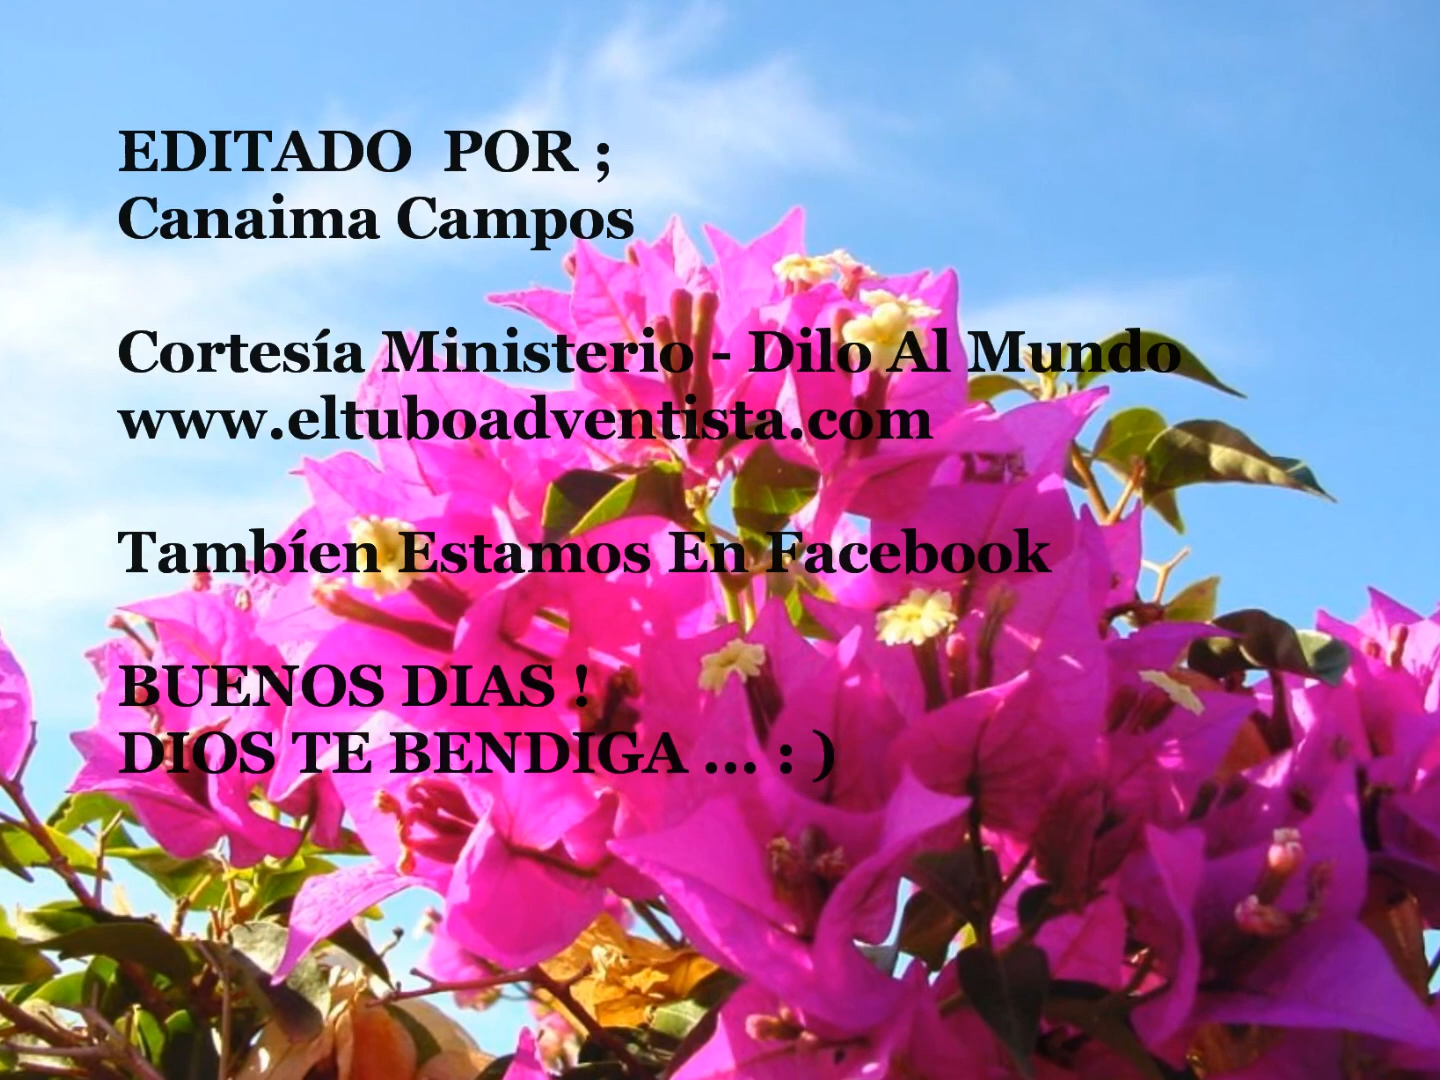 EDITADO POR ;
Canaima Campos
Cortesía Ministerio - Dilo Al Mundo
www.eltuboadventista.com
Tambíen Estamos En Facebook
BUENOS DIAS !
DIOS TE BENDIGA ... : )